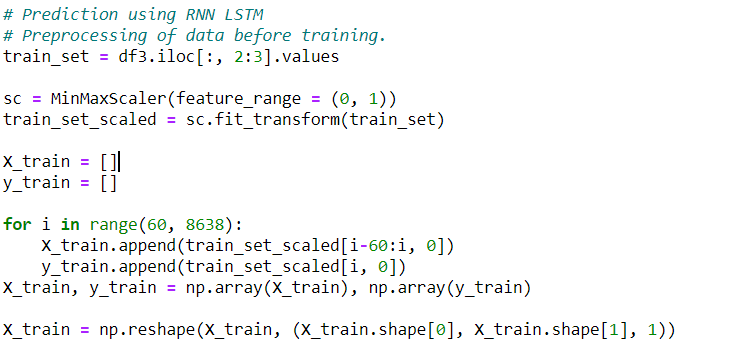 # Prediction using RNN LSTM
# Preprocessing of data before training.
train_set = df3.iloc[:, 2:3].values
sc = MinMaxScaler(feature_range = (0, 1))
train_set_scaled = sc.fit_transform(train_set)
X_train = []
y_train = []
for i in range(60, 8638):
    X_train.append(train_set_scaled[i-60:i, 0])
    y_train.append(train_set_scaled[i, 0])
X_train, y_train = np.array(X_train), np.array(y_train)
X_train = np.reshape(X_train, (X_train.shape[0], X_train.shape[1], 1))